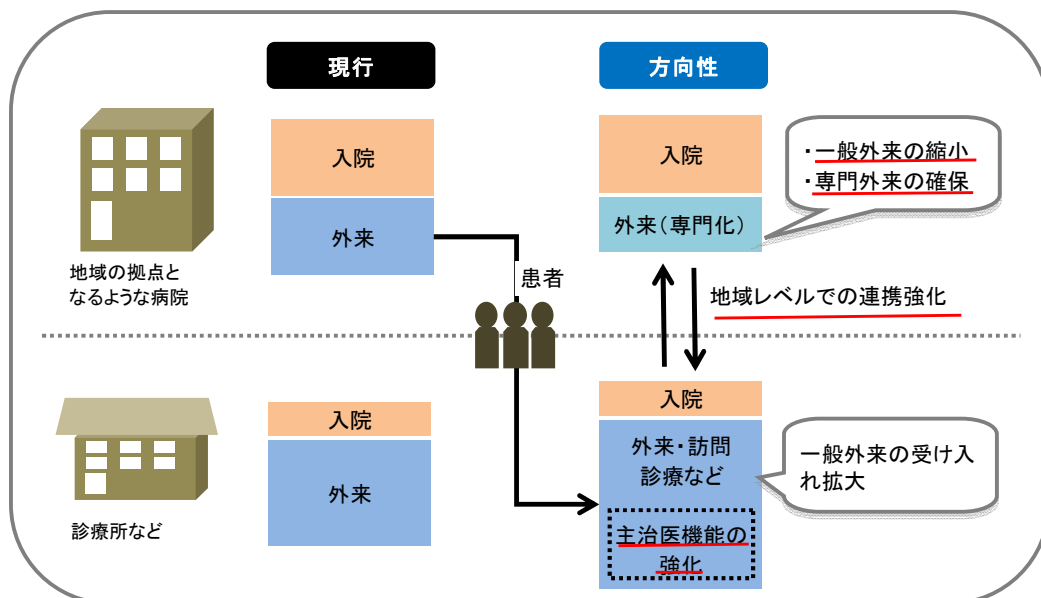 現行
方向性
入院
外来
入院
外来(専門化)
・一般外来の縮小
・専門外来の確保
地域の拠点と
なるような病院
患者
地域レベルでの連携強化
入院
外来
入院
外来・訪問
診療など
主治医機能の
強化
一般外来の受け入
れ拡大
診療所など